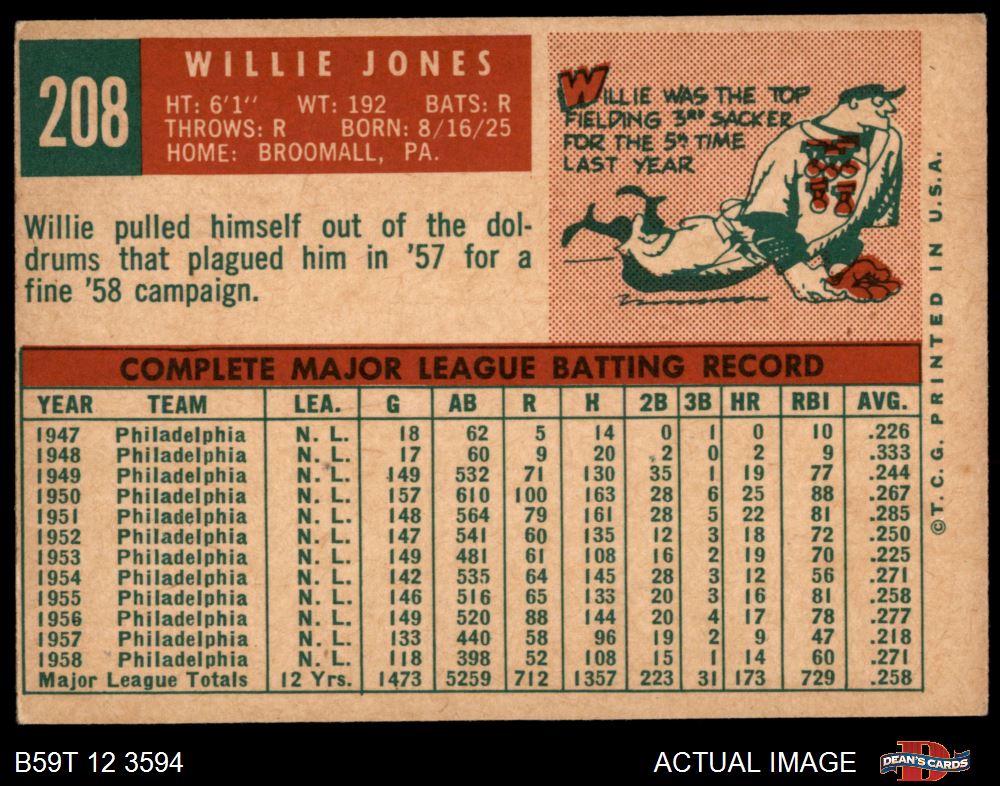 208
WILLIE JONES
HT: 6'1" WT: 192 BATS: R
THROWS: R BORN: 8/16/25
HOME: BROOMALL, PA.
WILLIE WAS THE TOP
FIELDING 3RD SACKER
FOR THE 5TH TIME
LAST YEAR
Willie pulled himself out of the dol-
drums that plagued him in '57 for a
fine '58 campaign.
COMPLETE MAJOR LEAGUE BATTING RECORD
YEAR TEAM LEA. G AB R H 2B 3B HR RBI AVG.
1947 Philadelphia N. L. 18 62 5 14 0 1 0 10 .226
1948 Philadelphia N. L. 17 60 9 20 2 0 2 9 .333
1949 Philadelphia N. L. 149 532 71 130 35 1 19 77 .244
1950 Philadelphia N. L. 157 610 100 163 28 6 25 88 .267
1951 Philadelphia N. L. 148 564 79 161 28 5 22 81 .285
1952 Philadelphia N. L. 147 541 60 135 12 3 18 72 .250
1953 Philadelphia N. L. 149 481 61 108 16 2 19 70 .225
1954 Philadelphia N. L. 142 535 64 145 28 3 12 56 .271
1955 Philadelphia N. L. 146 516 65 133 20 3 16 81 .258
1956 Philadelphia N. L. 149 520 88 144 20 4 17 78 .277
1957 Philadelphia N. L. 133 440 58 96 19 2 9 47 .218
1958 Philadelphia N. L. 118 398 52 108 15 1 14 60 .271
Major League Totals 12 Yrs. 1473 5259 712 1357 223 31 173 729 .258
©T. C. G. PRINTED IN U.S.A.
B59T 12 3594
ACTUAL IMAGE
D
DEAN'S CARDS